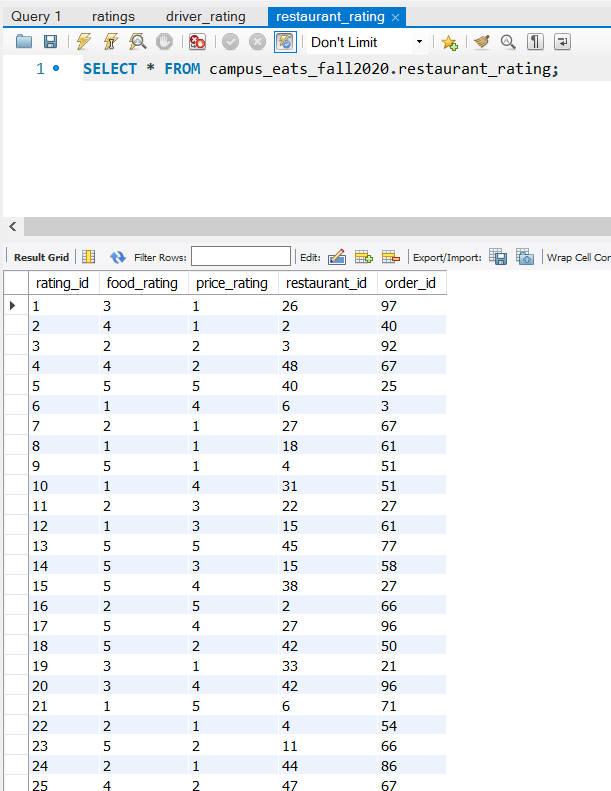 Query 1 ratings driver_rating restaurant_rating ×
Don't Limit
1 SELECT * FROM campus_eats_fall2020.restaurant_rating;
Result Grid Filter Rows: Edit: Export/Import: Wrap Cell Con
rating_id food_rating price_rating restaurant_id order_id
1 3 1 26 97
2 4 1 2 40
3 2 2 3 92
4 4 2 48 67
5 5 5 40 25
6 1 4 6 3
7 2 1 27 67
8 1 1 18 61
9 5 1 4 51
10 1 4 31 51
11 2 3 22 27
12 1 3 15 61
13 5 5 45 77
14 5 3 15 58
15 5 4 38 27
16 2 5 2 66
17 5 4 27 96
18 5 2 42 50
19 3 1 33 21
20 3 4 42 96
21 1 5 6 71
22 2 1 4 54
23 5 2 11 66
24 2 1 44 86
25 4 2 47 67